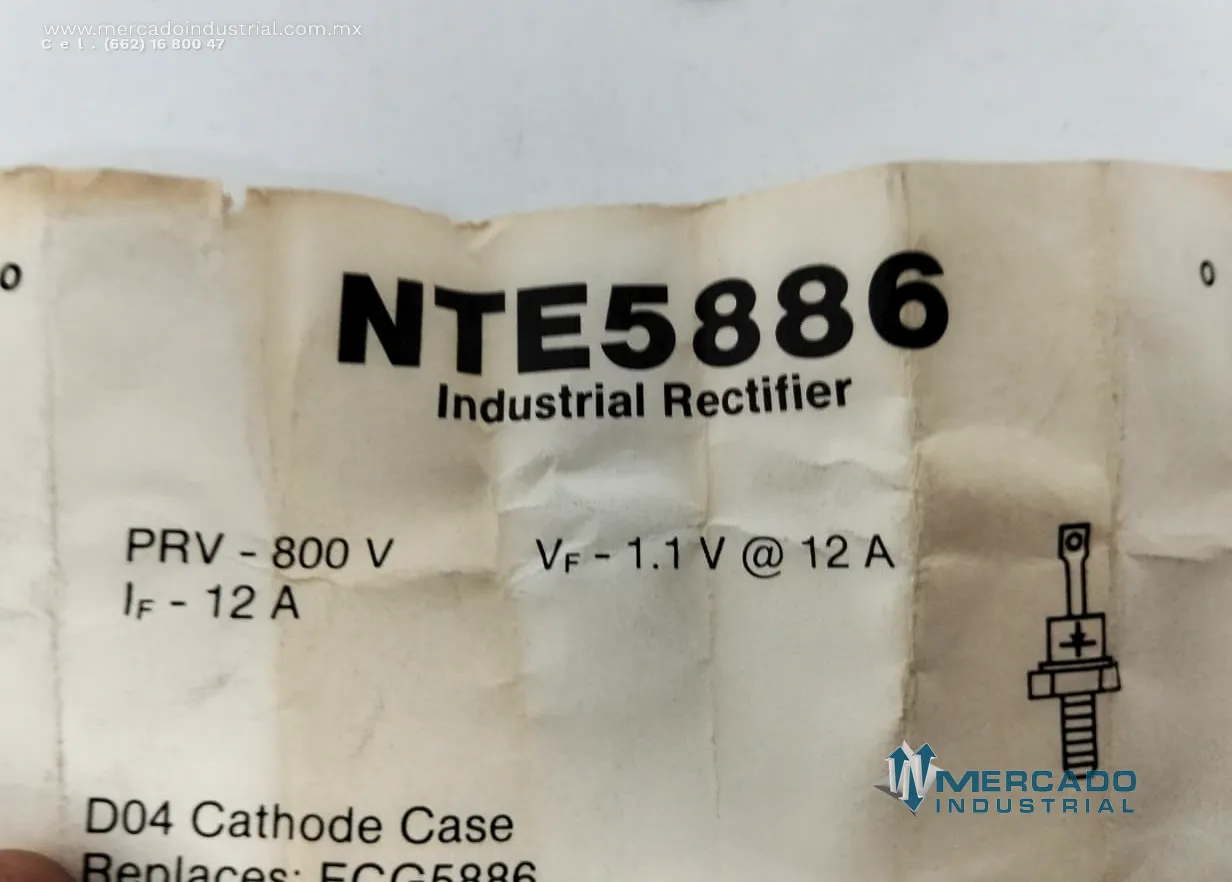 www.mercadoindustrial.com.mx
Cel. (662) 16 800 47
NTE5886
Industrial Rectifier
PRV - 800 V
VF - 1.1 V @ 12 A
IF - 12 A
MERCADO
INDUSTRIAL
D04 Cathode Case
Replaces: ECG5886